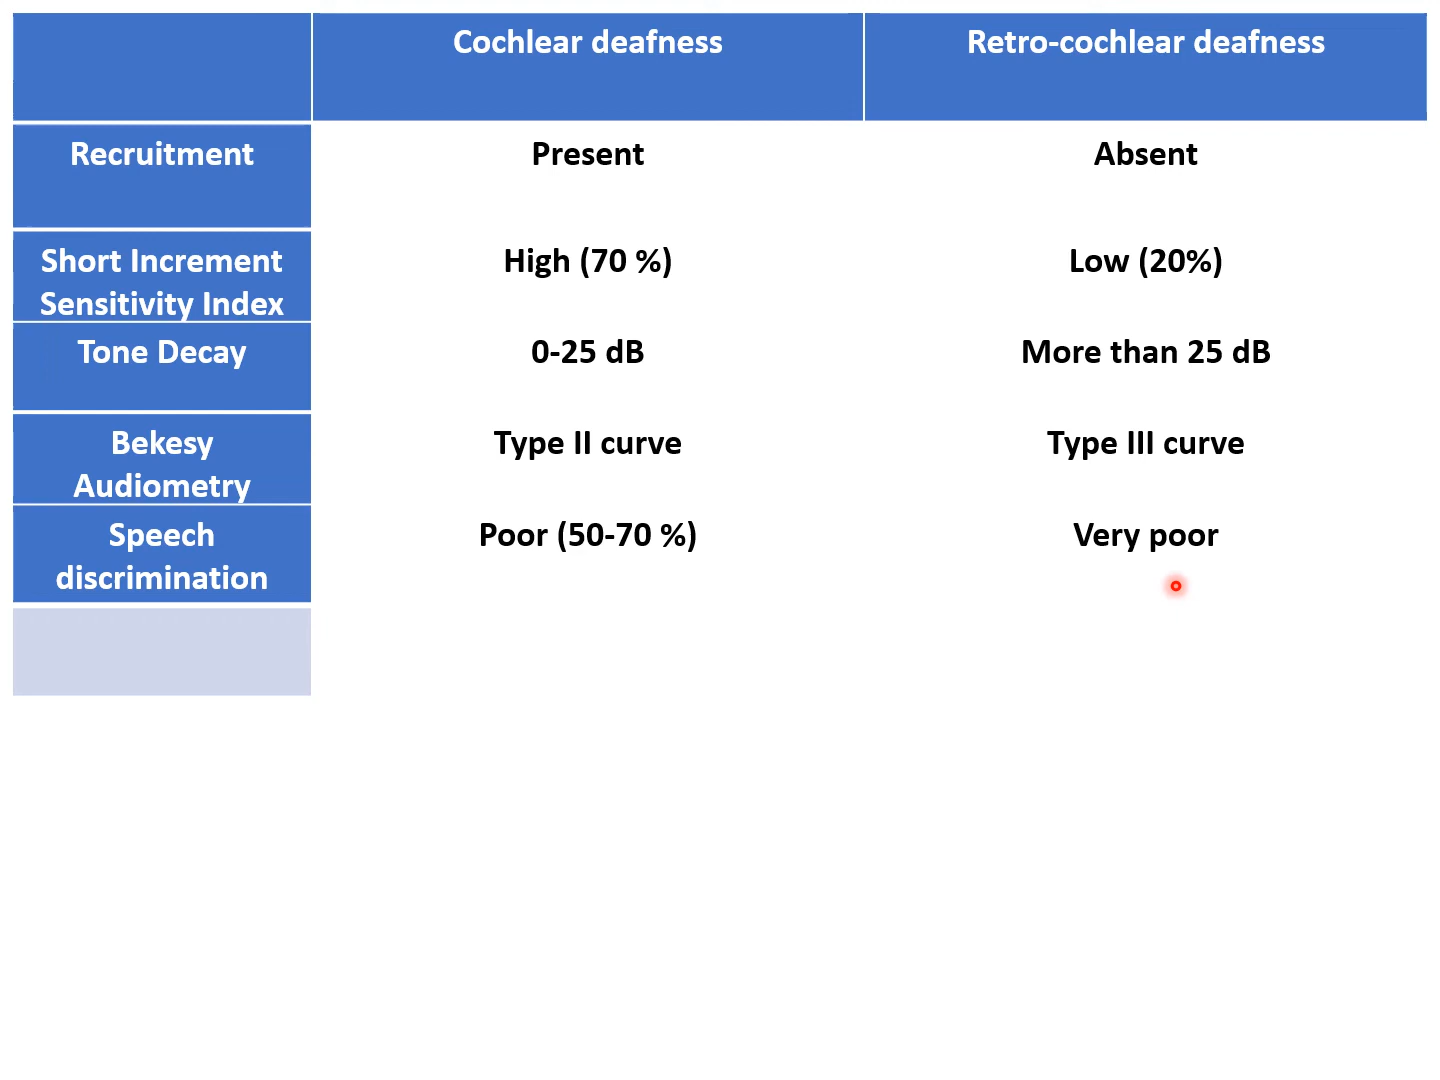 Cochlear deafness Retro-cochlear deafness
Recruitment Present Absent
Short Increment High (70 %) Low (20%)
Sensitivity Index
Tone Decay 0-25 dB More than 25 dB
Bekesy Type II curve Type III curve
Audiometry
Speech Poor (50-70 %) Very poor
discrimination